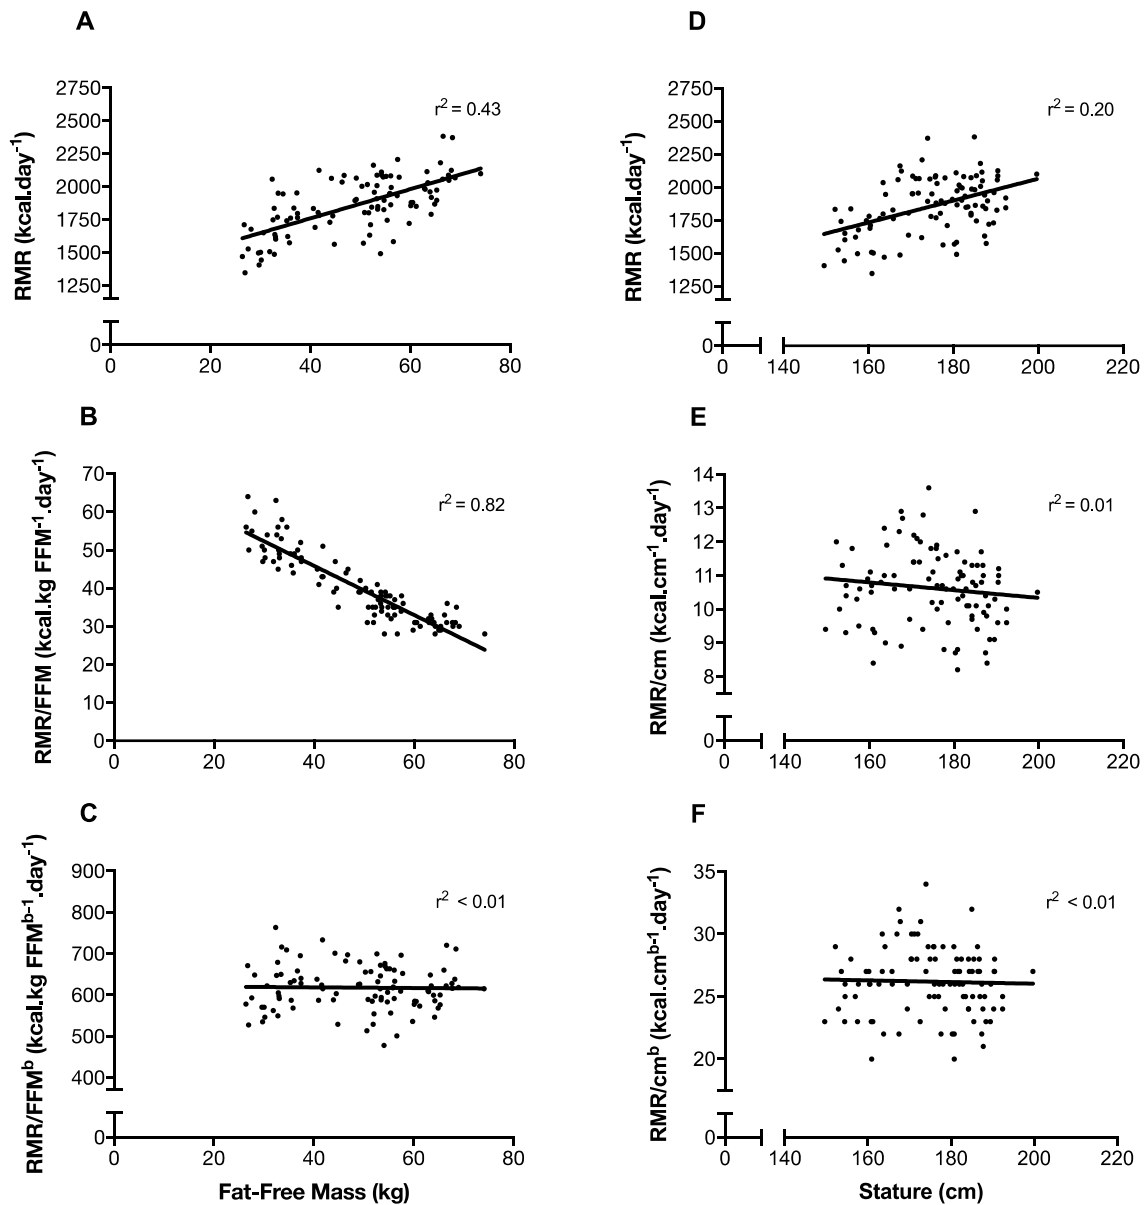 A
RMR (kcal.day⁻¹)
2750
2500
2250
2000
1750
1500
1250
0
r² = 0.43
0 20 40 60 80
D
RMR (kcal.day⁻¹)
2750
2500
2250
2000
1750
1500
1250
0
r² = 0.20
0 140 160 180 200 220
B
RMR/FFM (kcal.kg FFM⁻¹.day⁻¹)
70
60
50
40
30
20
10
0
r² = 0.82
0 20 40 60 80
E
RMR/cm (kcal.cm⁻¹.day⁻¹)
14
13
12
11
10
9
8
0
r² = 0.01
0 140 160 180 200 220
C
RMR/FFMᵇ (kcal.kg FFMᵇ⁻¹.day⁻¹)
900
800
700
600
500
400
0
r² < 0.01
0 20 40 60 80
Fat-Free Mass (kg)
F
RMR/cmᵇ (kcal.cmᵇ⁻¹.day⁻¹)
35
30
25
20
0
r² < 0.01
0 140 160 180 200 220
Stature (cm)